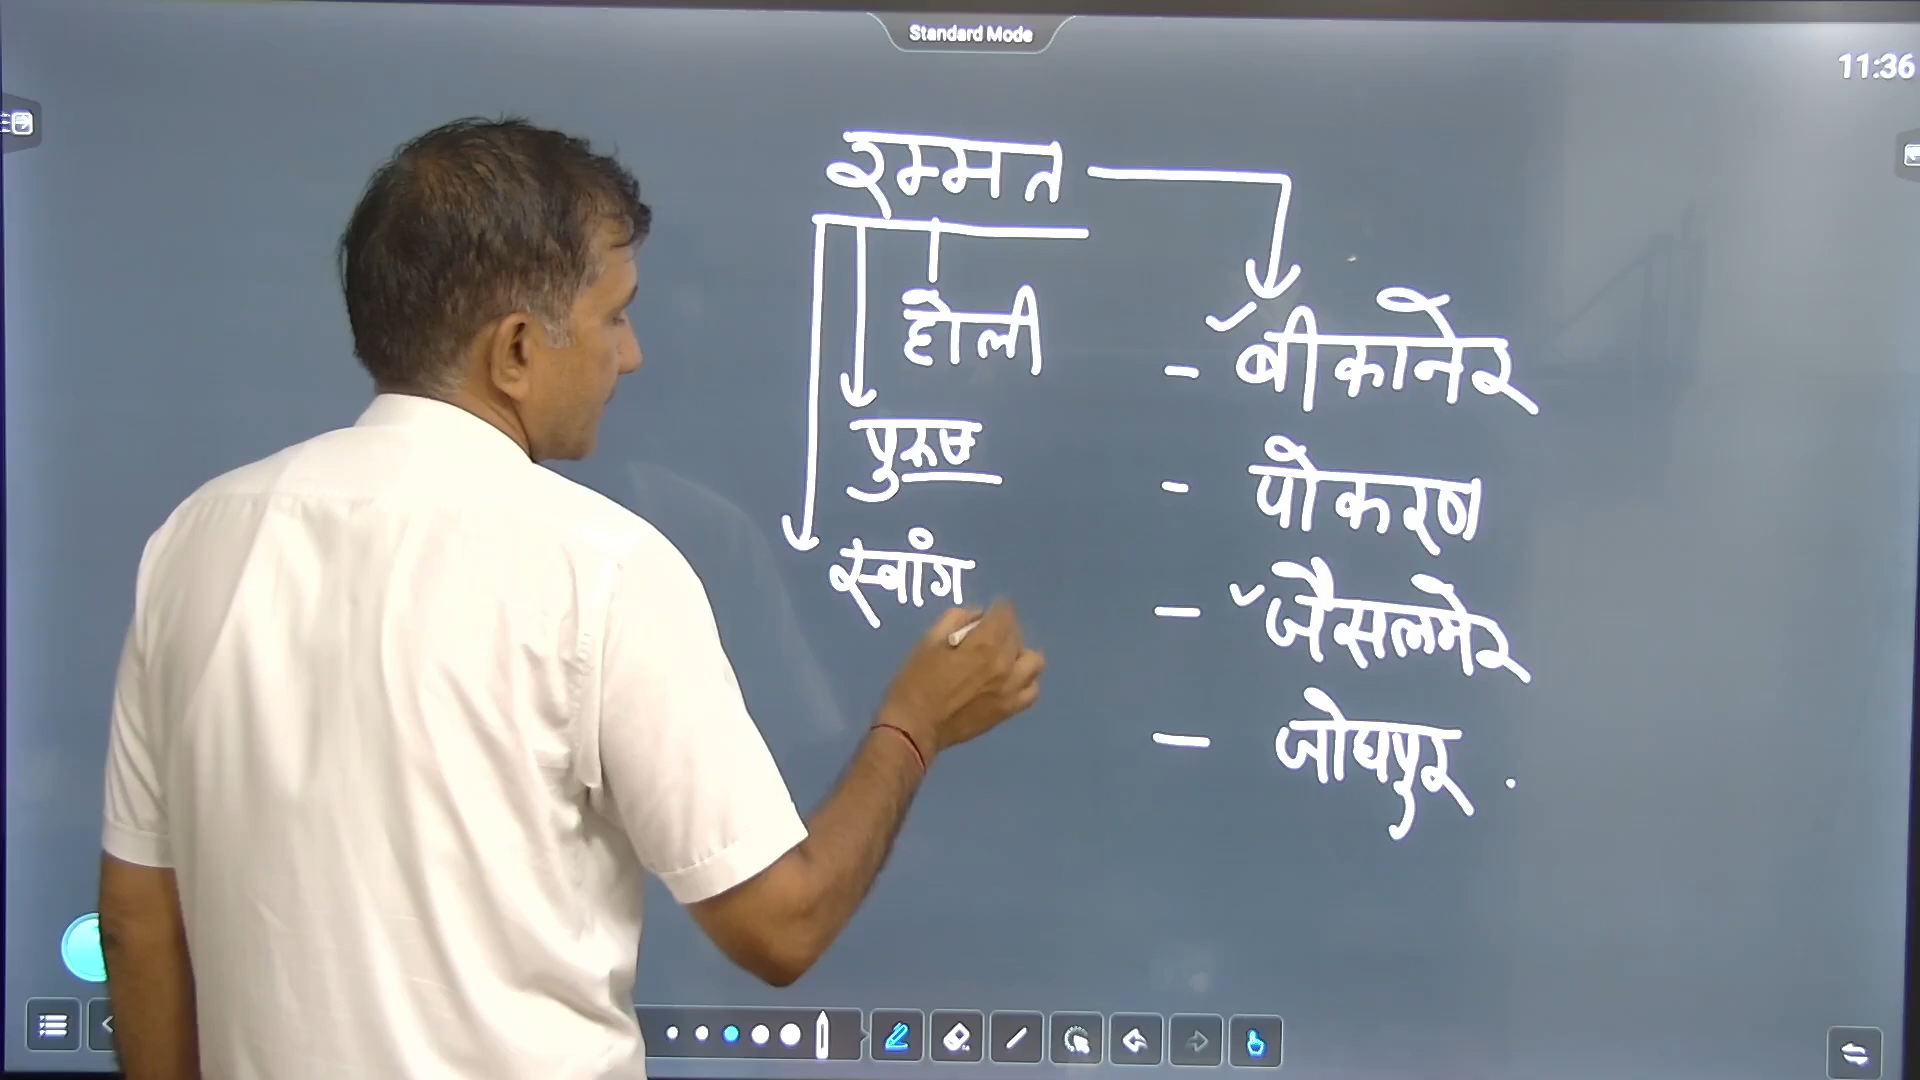 Standard Mode
11:36
रम्मत
होली
पुरुष
स्वांग
- बीकानेर
- पोकरण
- जैसलमेर
- जोधपुर .